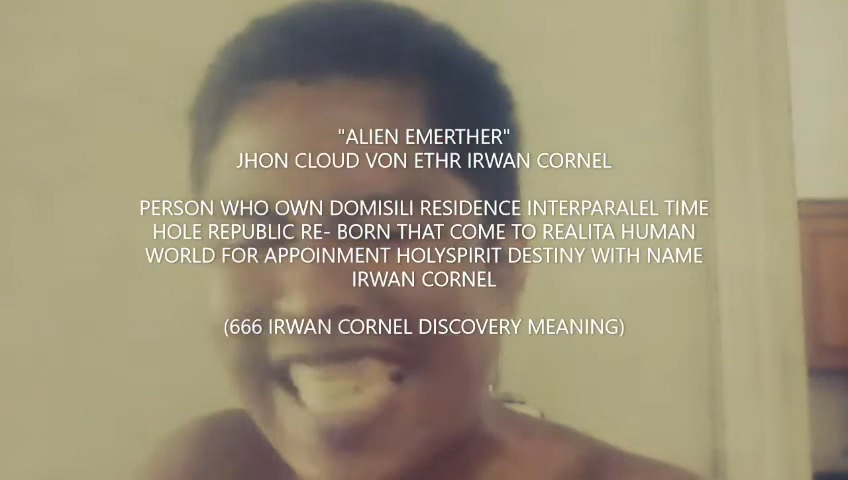 "ALIEN EMERTHER"
JHON CLOUD VON ETHR IRWAN CORNEL
PERSON WHO OWN DOMISILI RESIDENCE INTERPARALEL TIME
HOLE REPUBLIC RE- BORN THAT COME TO REALITA HUMAN
WORLD FOR APPOINMENT HOLYSPIRIT DESTINY WITH NAME
IRWAN CORNEL
(666 IRWAN CORNEL DISCOVERY MEANING)